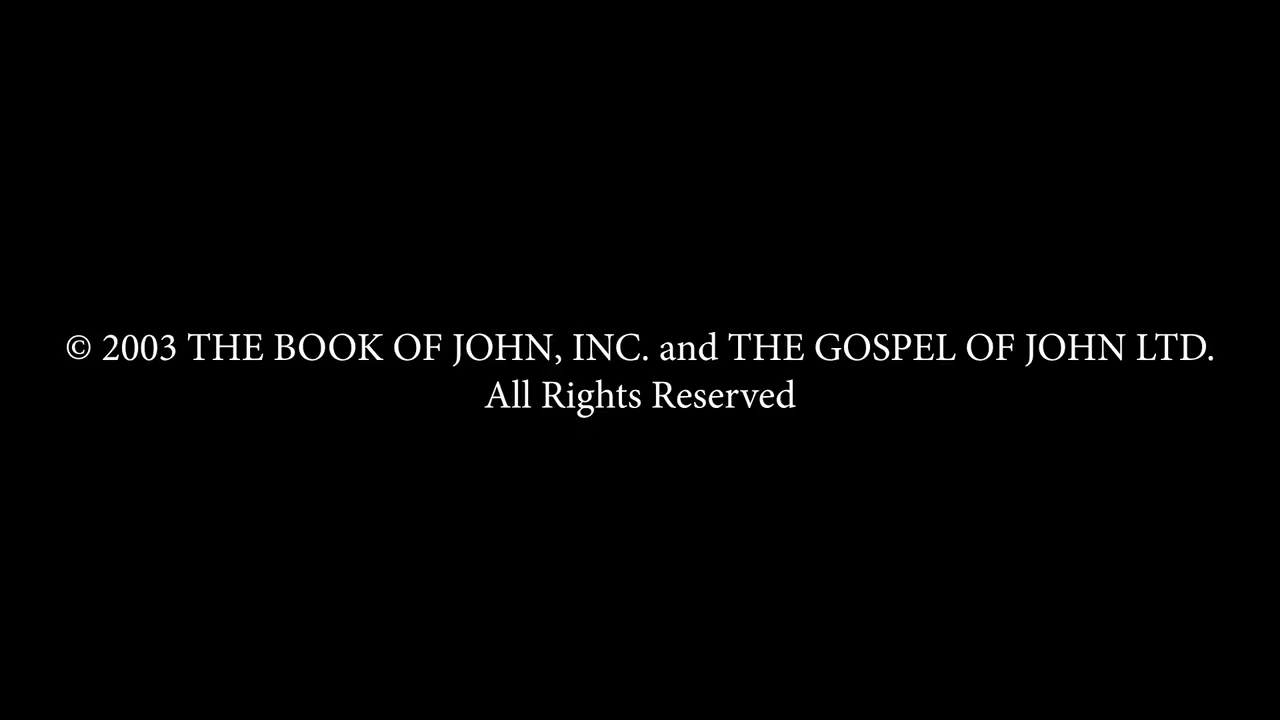 © 2003 THE BOOK OF JOHN, INC. and THE GOSPEL OF JOHN LTD.
All Rights Reserved